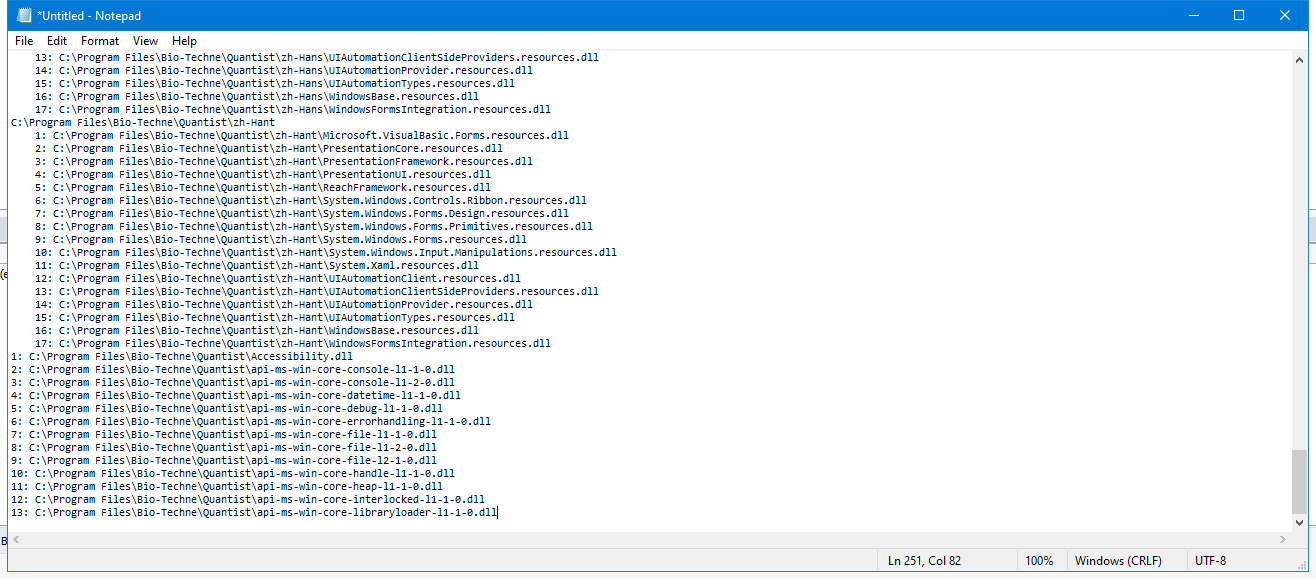 *Untitled - Notepad
File Edit Format View Help
13: C:\Program Files\Bio-Techne\Quantist\zh-Hans\UIAutomationClientSideProviders.resources.dll
14: C:\Program Files\Bio-Techne\Quantist\zh-Hans\UIAutomationProvider.resources.dll
15: C:\Program Files\Bio-Techne\Quantist\zh-Hans\UIAutomationTypes.resources.dll
16: C:\Program Files\Bio-Techne\Quantist\zh-Hans\WindowsBase.resources.dll
17: C:\Program Files\Bio-Techne\Quantist\zh-Hans\WindowsFormsIntegration.resources.dll
C:\Program Files\Bio-Techne\Quantist\zh-Hant
1: C:\Program Files\Bio-Techne\Quantist\zh-Hant\Microsoft.VisualBasic.Forms.resources.dll
2: C:\Program Files\Bio-Techne\Quantist\zh-Hant\PresentationCore.resources.dll
3: C:\Program Files\Bio-Techne\Quantist\zh-Hant\PresentationFramework.resources.dll
4: C:\Program Files\Bio-Techne\Quantist\zh-Hant\PresentationUI.resources.dll
5: C:\Program Files\Bio-Techne\Quantist\zh-Hant\ReachFramework.resources.dll
6: C:\Program Files\Bio-Techne\Quantist\zh-Hant\System.Windows.Controls.Ribbon.resources.dll
7: C:\Program Files\Bio-Techne\Quantist\zh-Hant\System.Windows.Forms.Design.resources.dll
8: C:\Program Files\Bio-Techne\Quantist\zh-Hant\System.Windows.Forms.Primitives.resources.dll
9: C:\Program Files\Bio-Techne\Quantist\zh-Hant\System.Windows.Forms.resources.dll
10: C:\Program Files\Bio-Techne\Quantist\zh-Hant\System.Windows.Input.Manipulations.resources.dll
11: C:\Program Files\Bio-Techne\Quantist\zh-Hant\System.Xaml.resources.dll
12: C:\Program Files\Bio-Techne\Quantist\zh-Hant\UIAutomationClient.resources.dll
13: C:\Program Files\Bio-Techne\Quantist\zh-Hant\UIAutomationClientSideProviders.resources.dll
14: C:\Program Files\Bio-Techne\Quantist\zh-Hant\UIAutomationProvider.resources.dll
15: C:\Program Files\Bio-Techne\Quantist\zh-Hant\UIAutomationTypes.resources.dll
16: C:\Program Files\Bio-Techne\Quantist\zh-Hant\WindowsBase.resources.dll
17: C:\Program Files\Bio-Techne\Quantist\zh-Hant\WindowsFormsIntegration.resources.dll
1: C:\Program Files\Bio-Techne\Quantist\Accessibility.dll
2: C:\Program Files\Bio-Techne\Quantist\api-ms-win-core-console-l1-1-0.dll
3: C:\Program Files\Bio-Techne\Quantist\api-ms-win-core-console-l1-2-0.dll
4: C:\Program Files\Bio-Techne\Quantist\api-ms-win-core-datetime-l1-1-0.dll
5: C:\Program Files\Bio-Techne\Quantist\api-ms-win-core-debug-l1-1-0.dll
6: C:\Program Files\Bio-Techne\Quantist\api-ms-win-core-errorhandling-l1-1-0.dll
7: C:\Program Files\Bio-Techne\Quantist\api-ms-win-core-file-l1-1-0.dll
8: C:\Program Files\Bio-Techne\Quantist\api-ms-win-core-file-l1-2-0.dll
9: C:\Program Files\Bio-Techne\Quantist\api-ms-win-core-file-l2-1-0.dll
10: C:\Program Files\Bio-Techne\Quantist\api-ms-win-core-handle-l1-1-0.dll
11: C:\Program Files\Bio-Techne\Quantist\api-ms-win-core-heap-l1-1-0.dll
12: C:\Program Files\Bio-Techne\Quantist\api-ms-win-core-interlocked-l1-1-0.dll
13: C:\Program Files\Bio-Techne\Quantist\api-ms-win-core-libraryloader-l1-1-0.dll
Ln 251, Col 82 100% Windows (CRLF) UTF-8